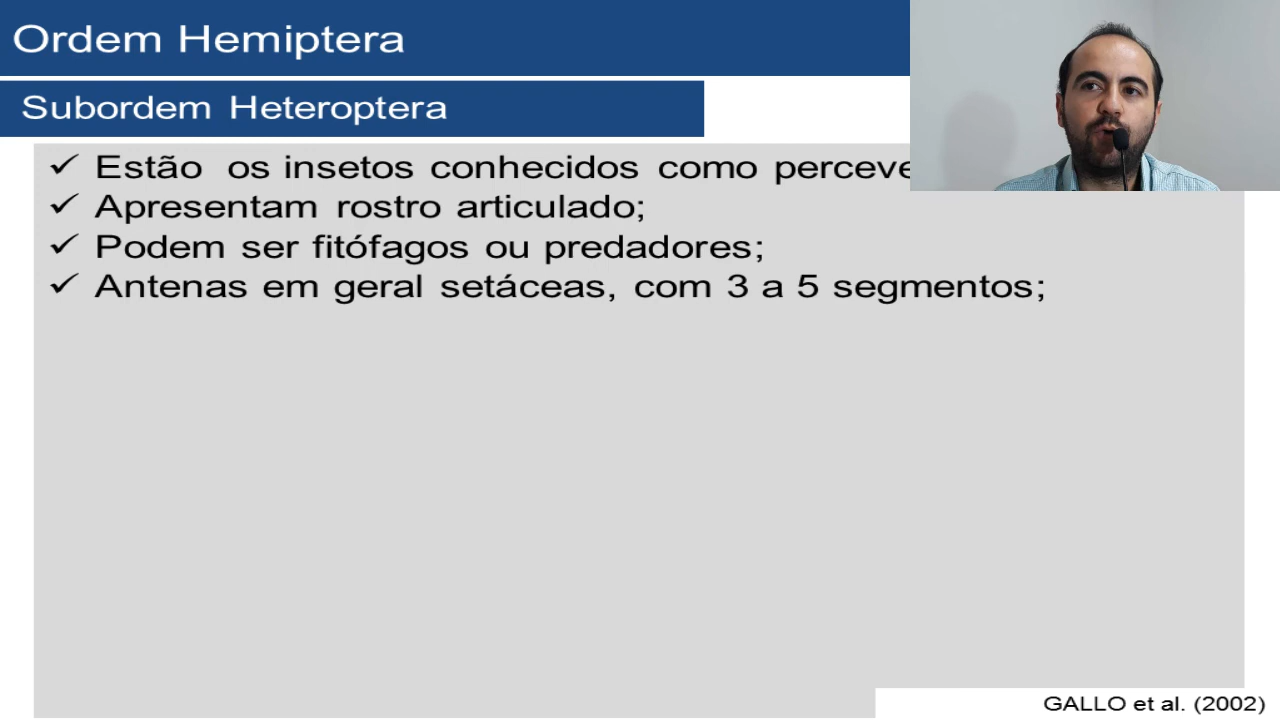 Ordem Hemiptera
Subordem Heteroptera
✓ Estão os insetos conhecidos como
✓ Apresentam rostro articulado;
✓ Podem ser fitófagos ou predadores;
✓ Antenas em geral setáceas, com 3 a 5 segmentos;
GALLO et al. (2002)